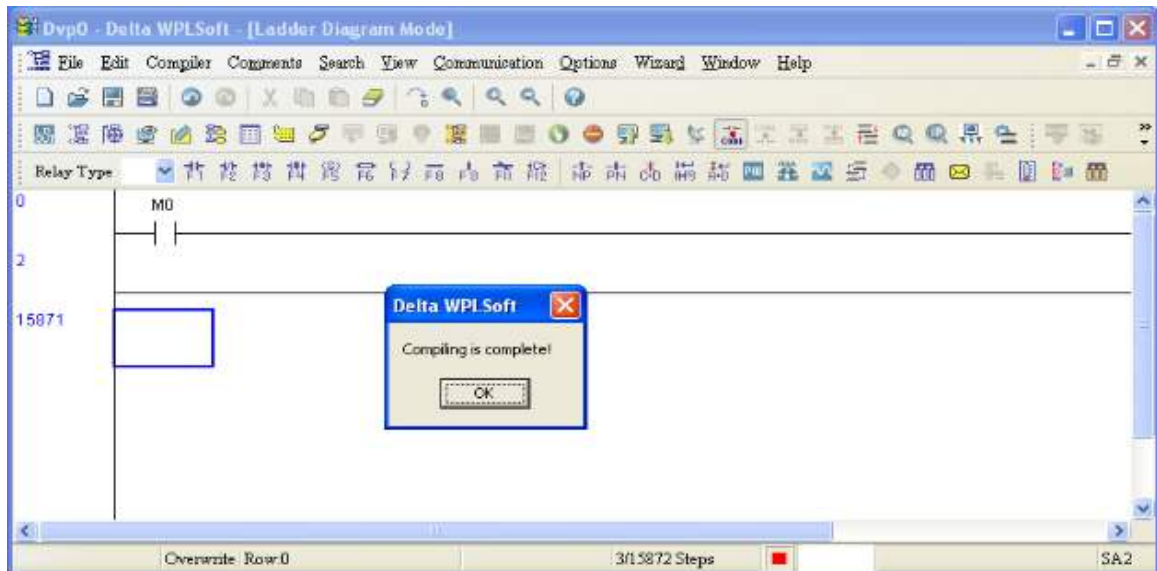 Dvp0 - Delta WPLSoft - [Ladder Diagram Mode]
File Edit Compiler Comments Search View Communication Options Wizard Window Help
Relay Type
0
M0
2
15871
Delta WPLSoft
Compiling is complete!
OK
Overwrite Row:0 3/15872 Steps SA2